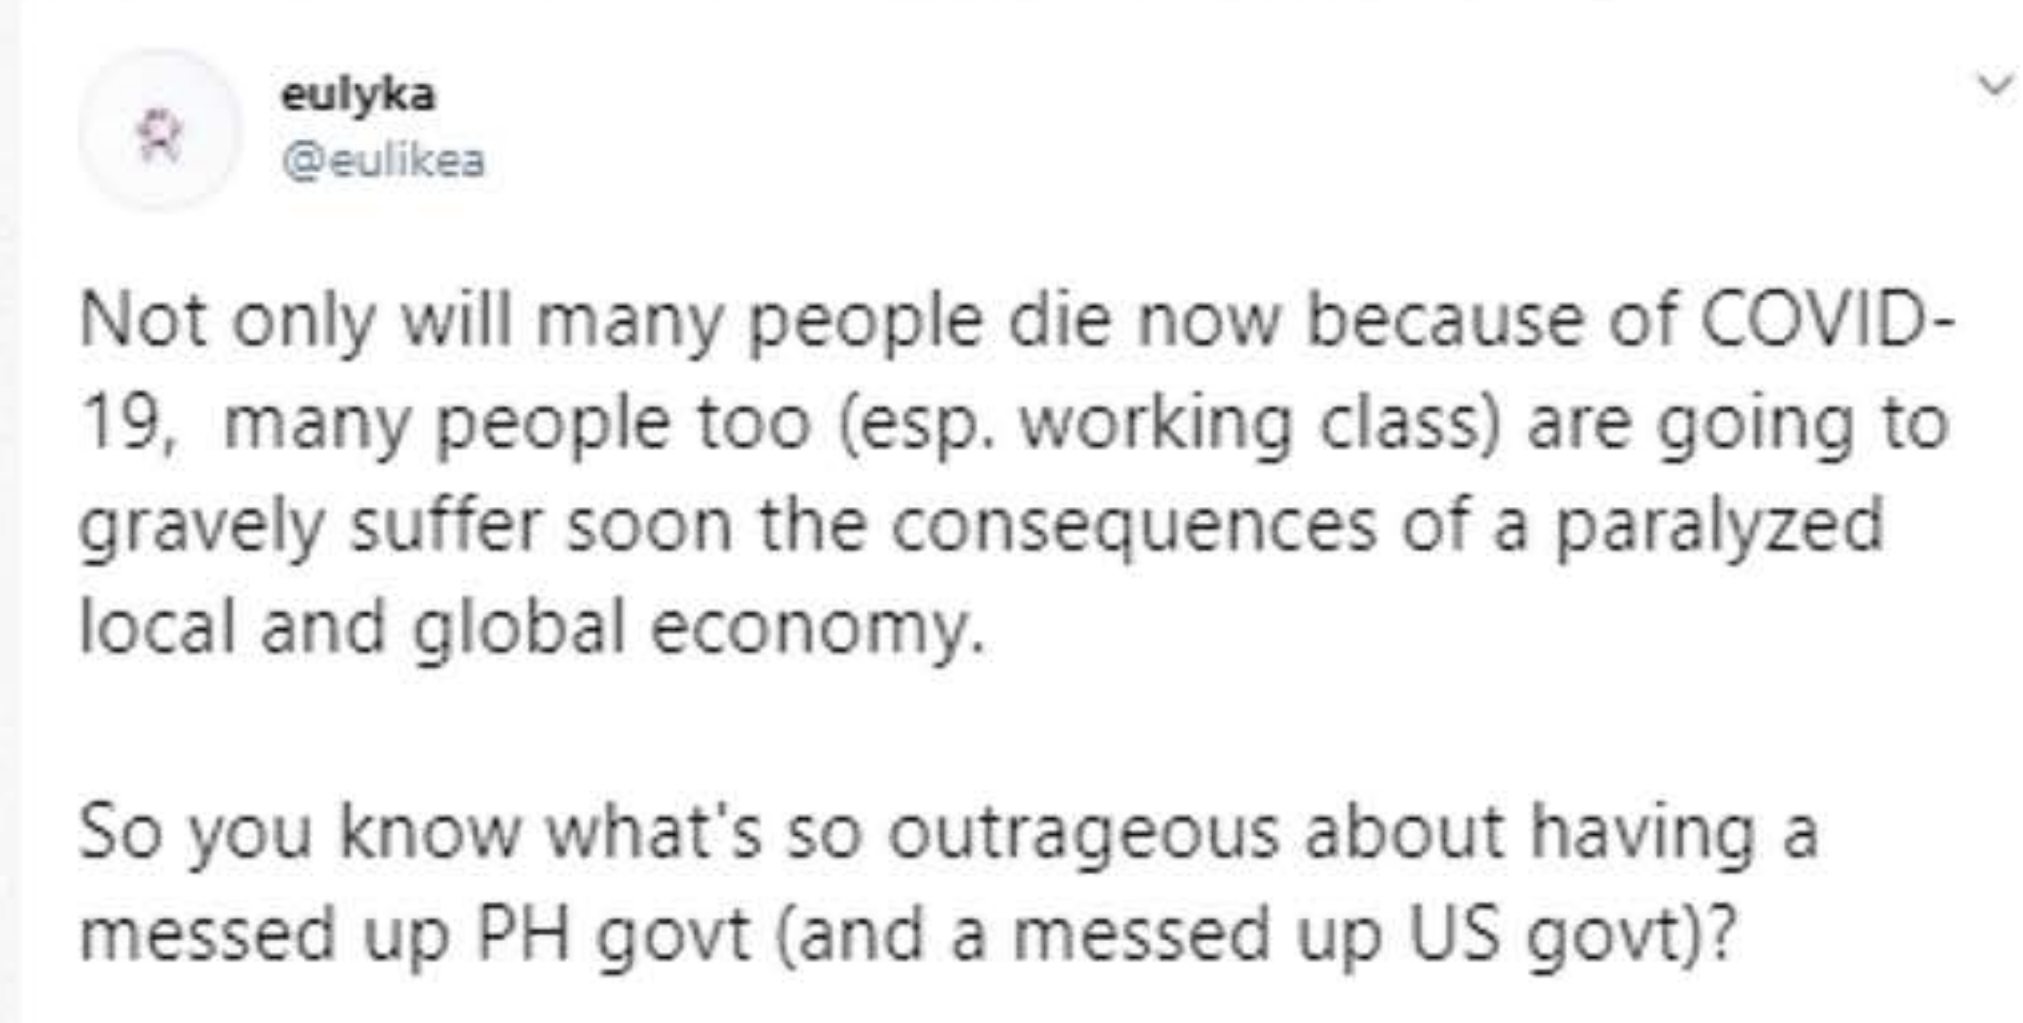 eulyka
@eulikea
Not only will many people die now because of COVID-
19,  many people too (esp. working class) are going to
gravely suffer soon the consequences of a paralyzed
local and global economy.
So you know what's so outrageous about having a
messed up PH govt (and a messed up US govt)?